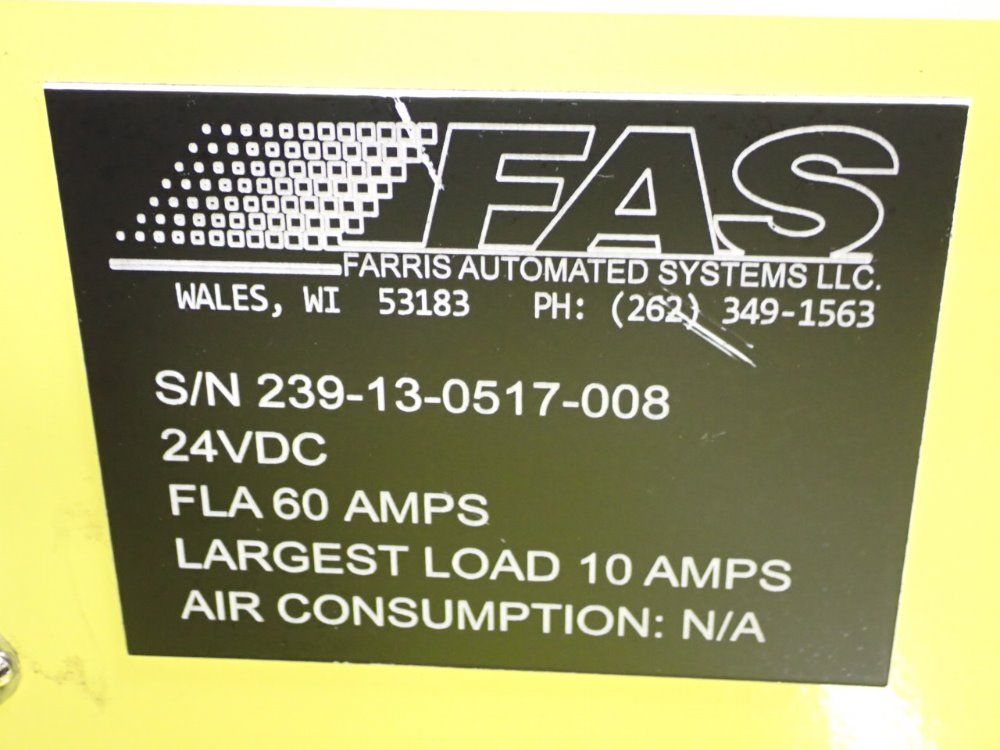 FAS
FARRIS AUTOMATED SYSTEMS LLC.
WALES, WI 53183 PH: (262) 349-1563
S/N 239-13-0517-008
24VDC
FLA 60 AMPS
LARGEST LOAD 10 AMPS
AIR CONSUMPTION: N/A